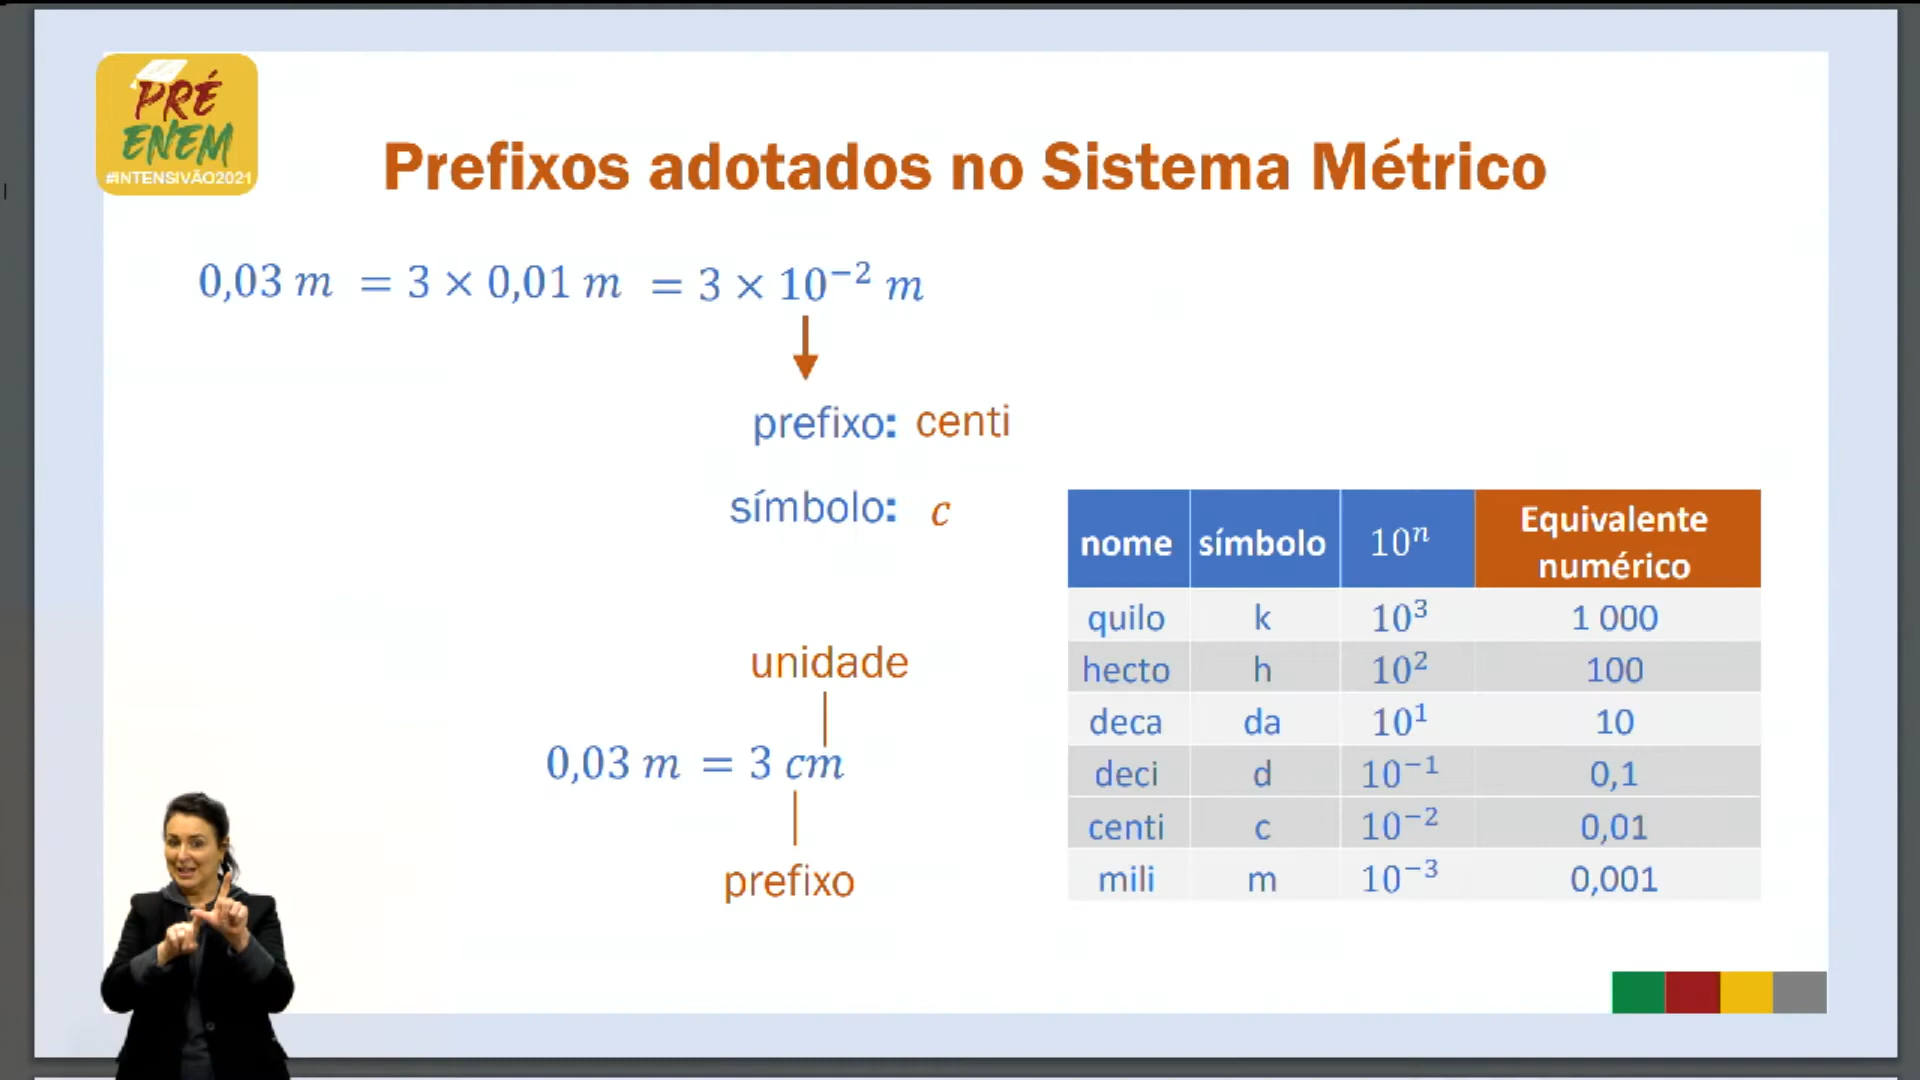 PRÉ
ENEM
#INTENSIVÃO2021
Prefixos adotados no Sistema Métrico
0,03 m = 3 × 0,01 m = 3 × 10⁻² m
prefixo: centi
símbolo: c
unidade
0,03 m = 3 cm
prefixo
nome símbolo 10ⁿ Equivalente numérico
quilo k 10³ 1 000
hecto h 10² 100
deca da 10¹ 10
deci d 10⁻¹ 0,1
centi c 10⁻² 0,01
mili m 10⁻³ 0,001